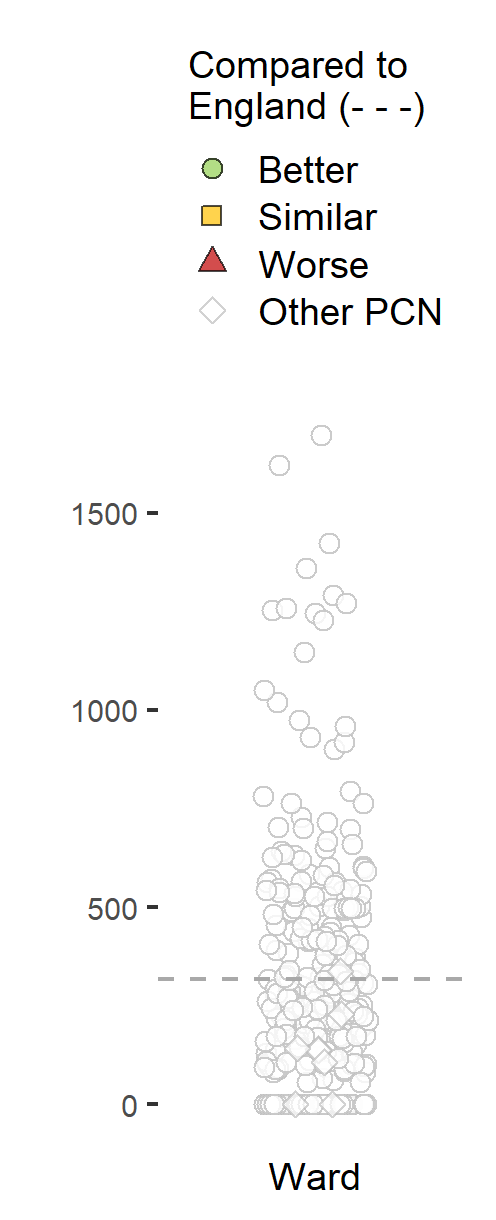 Compared to
England (- - -)
Better
Similar
Worse
Other PCN
1500
1000
500
0
Ward